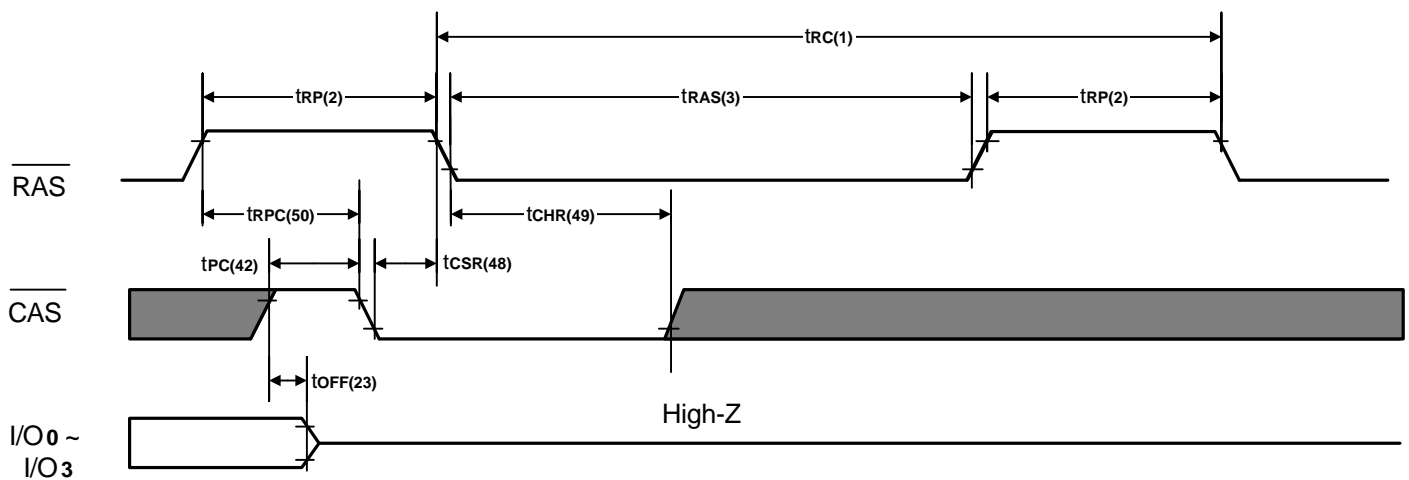 tRC(1)
tRP(2)
tRAS(3)
tRP(2)
RAS
tRPC(50)
tCHR(49)
tPC(42)
tCSR(48)
CAS
tOFF(23)
High-Z
I/O0 ~
I/O3